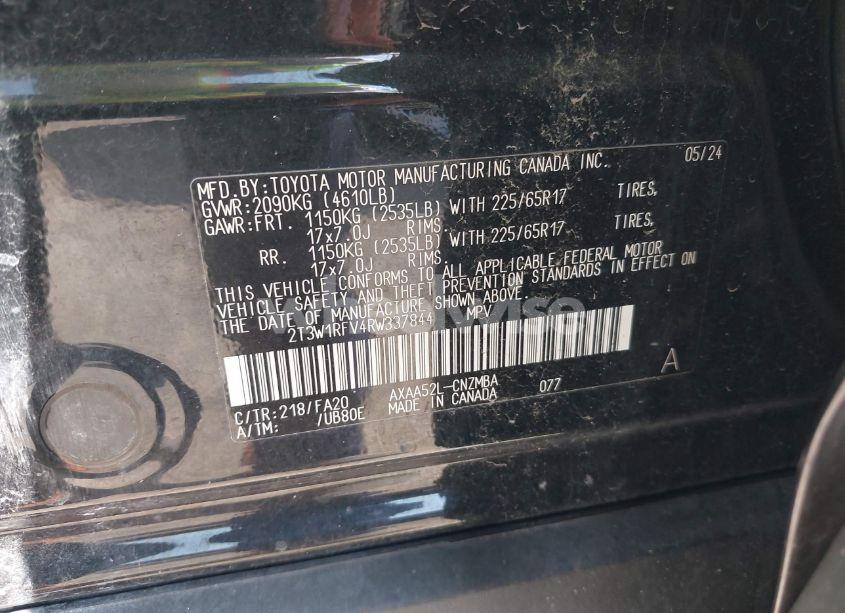 MFD.BY:TOYOTA MOTOR MANUFACTURING CANADA INC. 05/24
GVWR:2090KG (4610LB)
GAWR:FRT. 1150KG (2535LB) WITH 225/65R17 TIRES,
17x7.0J RIMS.
RR. 1150KG (2535LB) WITH 225/65R17 TIRES,
17x7.0J RIMS.
THIS VEHICLE CONFORMS TO ALL APPLICABLE FEDERAL MOTOR
VEHICLE SAFETY AND THEFT PREVENTION STANDARDS IN EFFECT ON
THE DATE OF MANUFACTURE SHOWN ABOVE.
2T3W1RFV4RW337844 MPV
C/TR:218/FA20 AXAA52L-CNZMBA 077 A
A/TM: /UB80E MADE IN CANADA